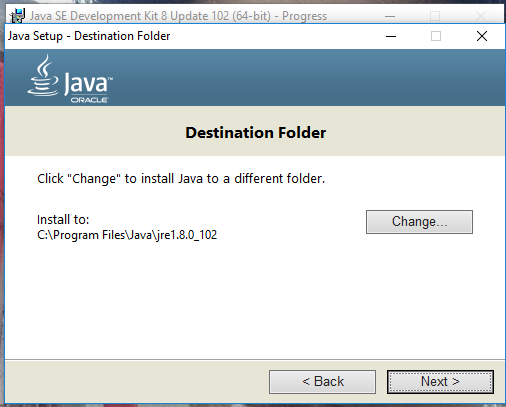 Java SE Development Kit 8 Update 102 (64-bit) - Progress
Java Setup - Destination Folder
Java™
ORACLE
Destination Folder
Click "Change" to install Java to a different folder.
Install to:
C:\Program Files\Java\jre1.8.0_102
Change...
< Back
Next >